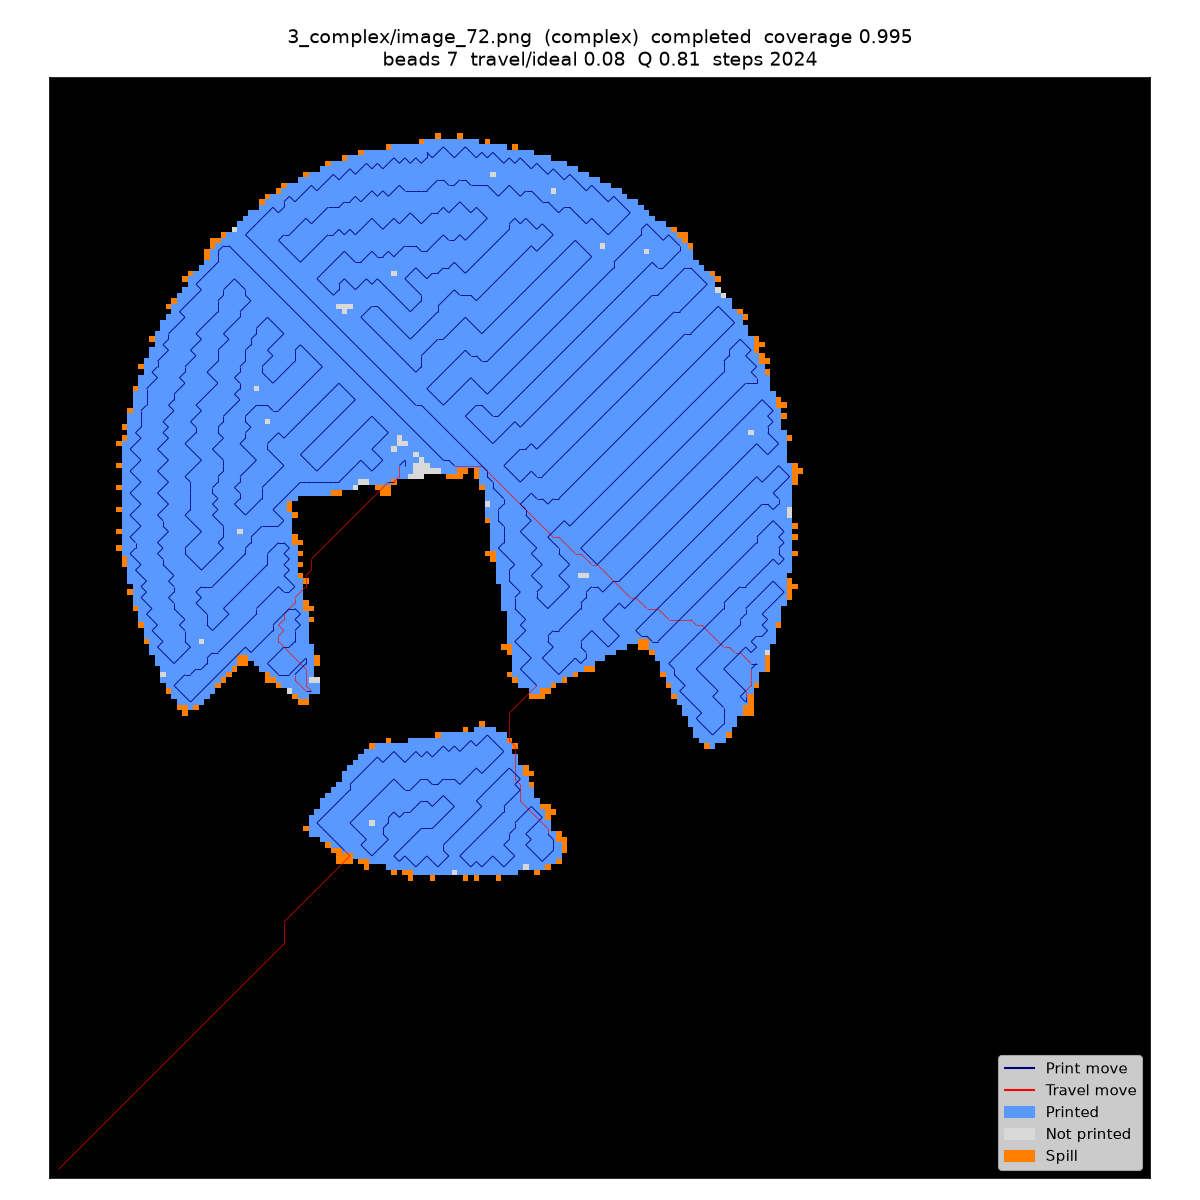 3_complex/image_72.png  (complex)  completed  coverage 0.995
beads 7  travel/ideal 0.08  Q 0.81  steps 2024
Print move
Travel move
Printed
Not printed
Spill